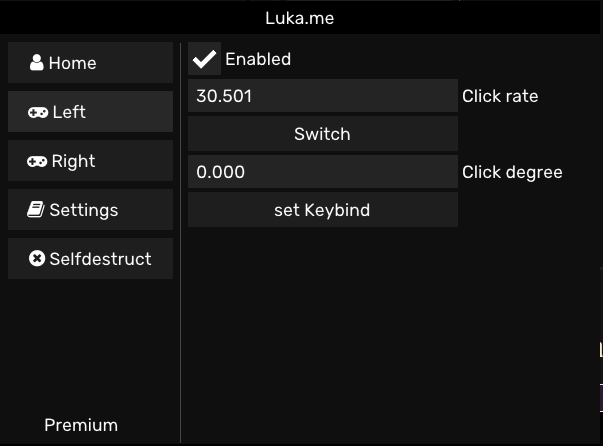 Luka.me
Home
Left
Right
Settings
Selfdestruct
Premium
Enabled
30.501 Click rate
Switch
0.000 Click degree
set Keybind